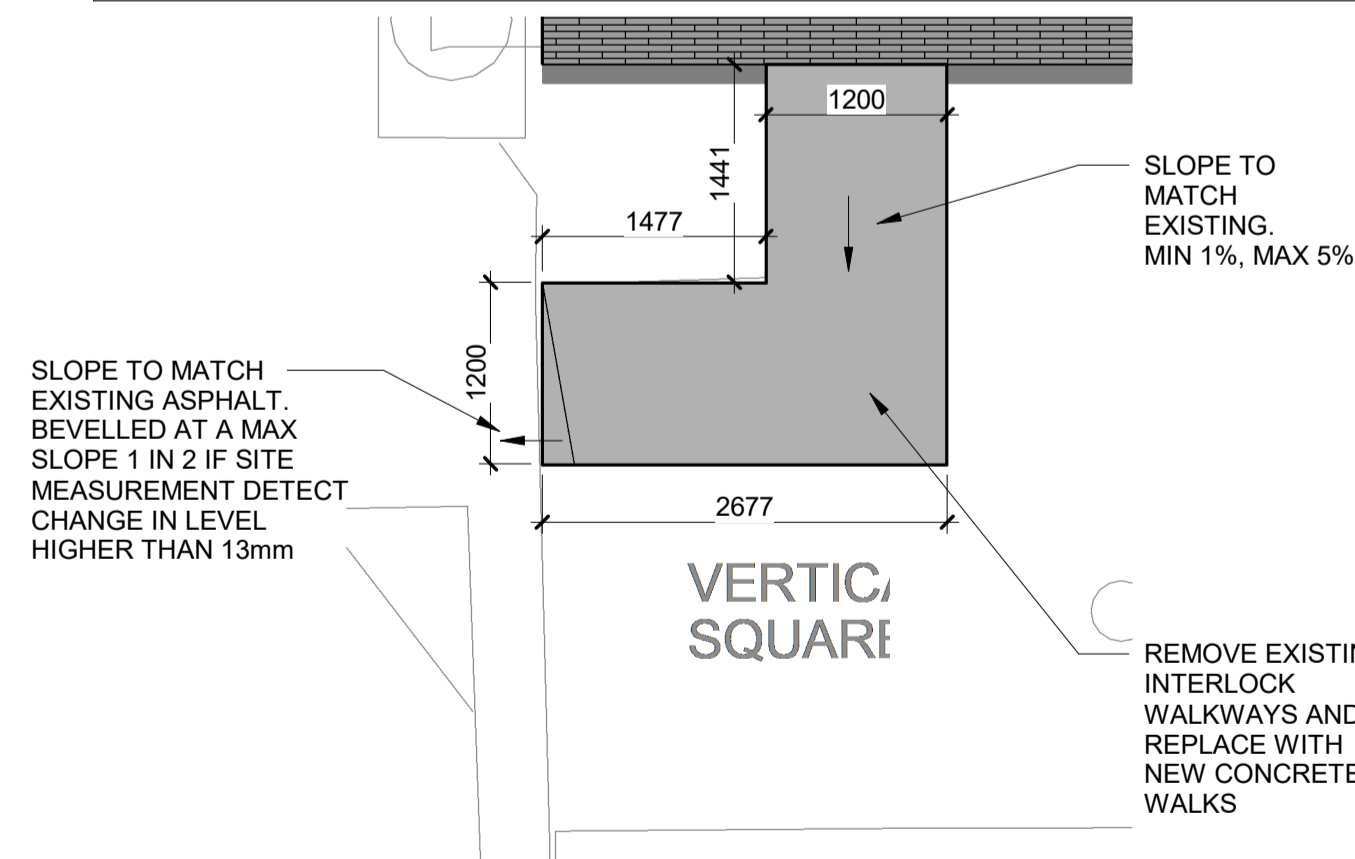 1200
1441
1477
SLOPE TO
MATCH
EXISTING.
MIN 1%, MAX 5%
1200
SLOPE TO MATCH
EXISTING ASPHALT.
BEVELLED AT A MAX
SLOPE 1 IN 2 IF SITE
MEASUREMENT DETECT
CHANGE IN LEVEL
HIGHER THAN 13mm
2677
SQUARE
REMOVE
INTERLOCK
WALKWAYS AND
REPLACE WITH
NEW CONCRETE
WALKS